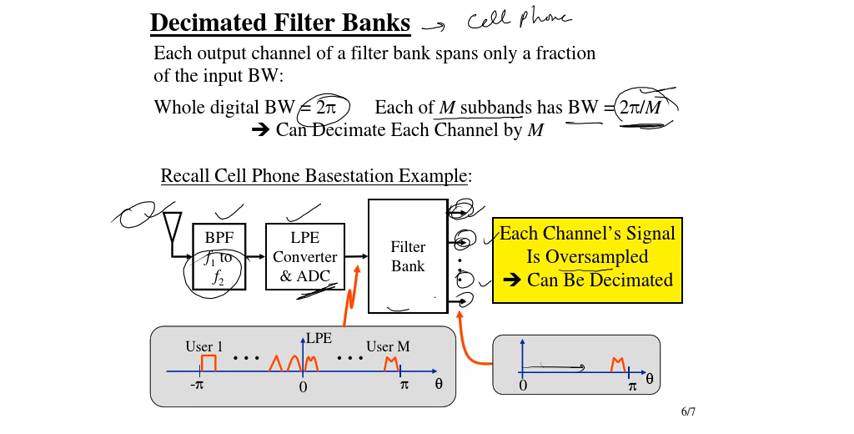 Decimated Filter Banks → Cell Phone
Each output channel of a filter bank spans only a fraction
of the input BW:
Whole digital BW = 2π Each of M subbands has BW = 2π/M
➔ Can Decimate Each Channel by M
Recall Cell Phone Basestation Example:
BPF
f₁ to
f₂
LPE
Converter
& ADC
Filter
Bank
Each Channel's Signal
Is Oversampled
➔ Can Be Decimated
User 1 ••• LPE ••• User M
-π 0 π θ
0 π θ
6/7